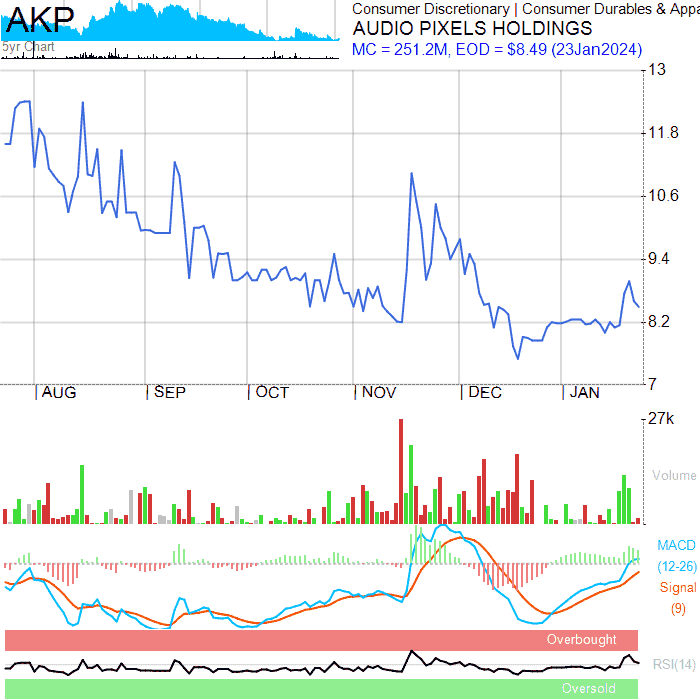 AKP
5yr Chart
Consumer Discretionary | Consumer Durables & Appa
AUDIO PIXELS HOLDINGS
MC = 251.2M, EOD = $8.49 (23Jan2024)
13
11.8
10.6
9.4
8.2
7
AUG SEP OCT NOV DEC JAN
27k
Volume
MACD
(12-26)
Signal
(9)
Overbought
RSI(14)
Oversold